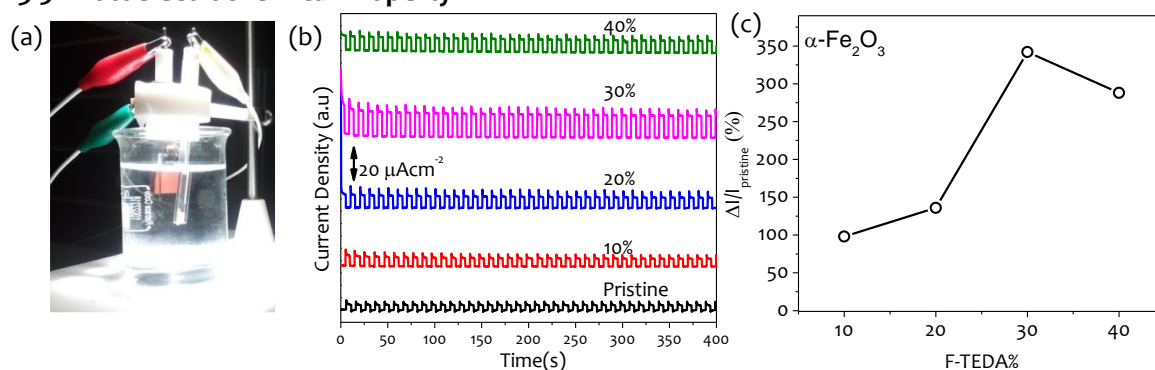 (a)
(b)
40%
30%
20 µAcm-2
20%
10%
Pristine
Current Density (a.u)
0 50 100 150 200 250 300 350 400
Time(s)
(c)
α-Fe2O3
350
300
250
200
150
100
50
0
ΔI/Ipristine (%)
10 20 30 40
F-TEDA%